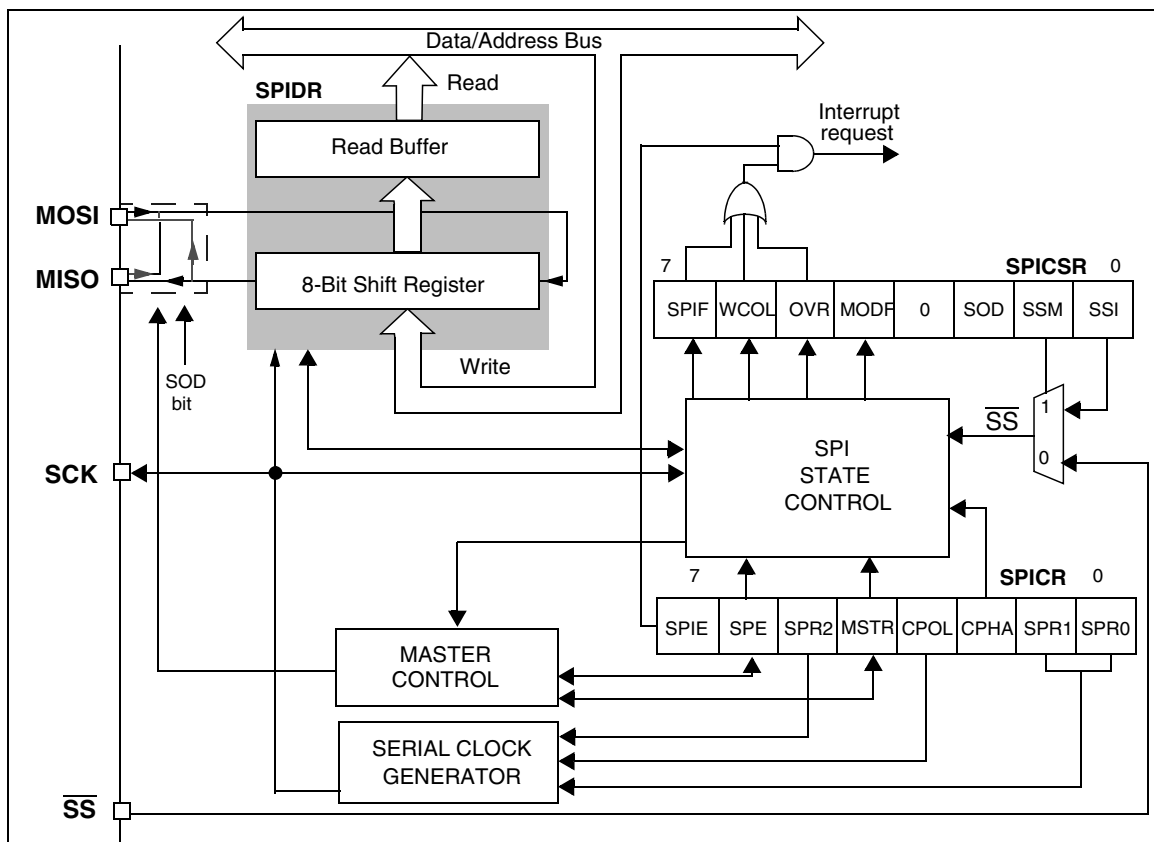 Data/Address Bus
SPIDR
Read
Read Buffer
Interrupt
request
MOSI
MISO
8-Bit Shift Register
7
SPICSR
0
SPIF
WCOL
OVR
MODF
0
SOD
SSM
SSI
Write
SOD
bit
1
SS
0
SCK
SPI
STATE
CONTROL
7
SPICR
0
SPIE
SPE
SPR2
MSTR
CPOL
CPHA
SPR1
SPR0
MASTER
CONTROL
SERIAL CLOCK
GENERATOR
SS